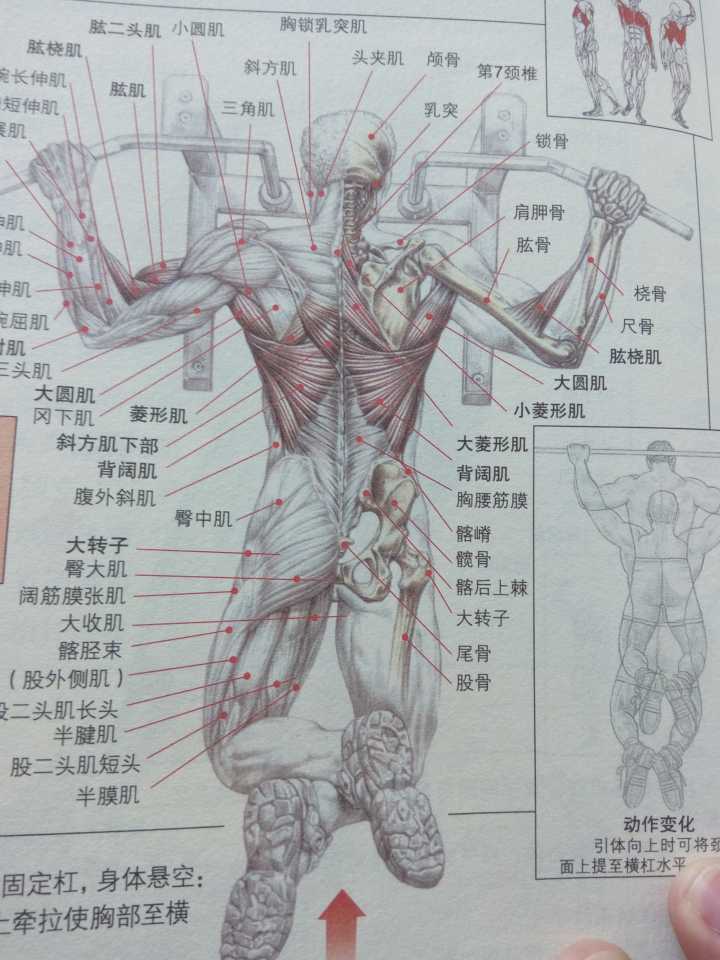 肱二头肌
小圆肌
胸锁乳突肌
肱桡肌
斜方肌
头夹肌
颅骨
第7颈椎
腕长伸肌
短伸肌
肱肌
三角肌
乳突
锁骨
肩胛骨
肱骨
伸肌
桡骨
尺骨
腕屈肌
肘肌
三头肌
肱桡肌
大圆肌
大圆肌
冈下肌
菱形肌
小菱形肌
斜方肌下部
大菱形肌
背阔肌
背阔肌
腹外斜肌
胸腰筋膜
臀中肌
髂嵴
大转子
髋骨
臀大肌
髂后上棘
阔筋膜张肌
大转子
大收肌
髂胫束
尾骨
(股外侧肌)
股骨
股二头肌长头
半腱肌
股二头肌短头
半膜肌
动作变化
引体向上时可将颈
面上提至横杠水平
固定杠，身体悬空：
上牵拉使胸部至横